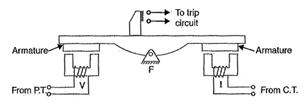 To trip
circuit
Armature
Armature
F
V
I
From P.T.
From C.T.